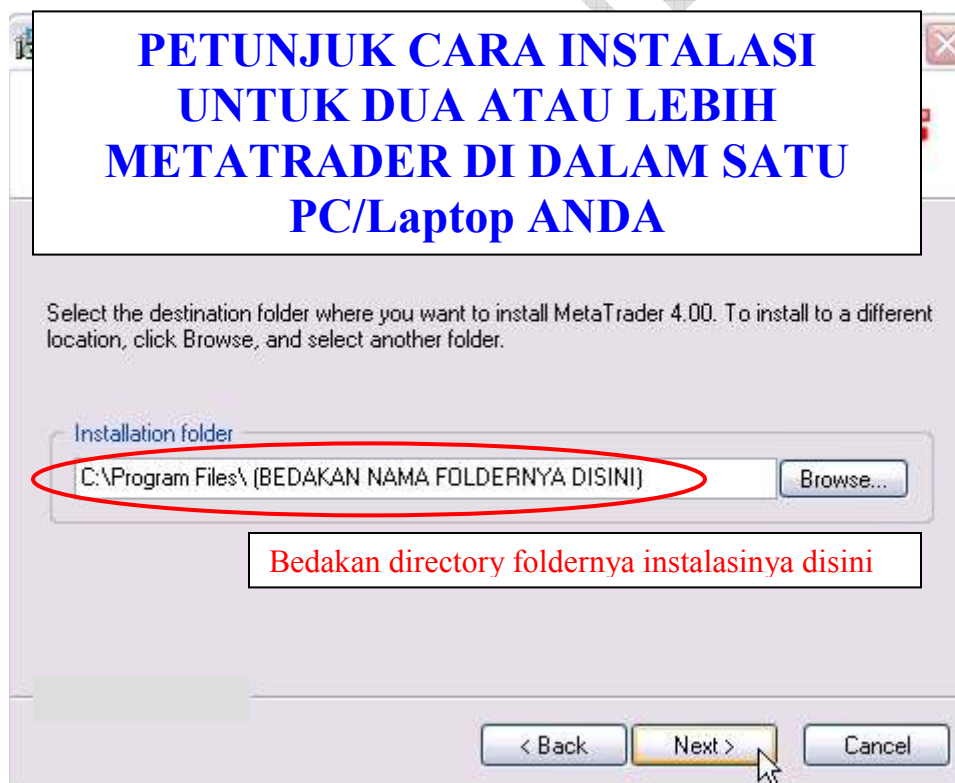 PETUNJUK CARA INSTALASI
UNTUK DUA ATAU LEBIH
METATRADER DI DALAM SATU
PC/Laptop ANDA
Select the destination folder where you want to install MetaTrader 4.00. To install to a different
location, click Browse, and select another folder.
Installation folder
C:\Program Files\ (BEDAKAN NAMA FOLDERNYA DISINI)
Browse...
Bedakan directory foldernya instalasinya disini
< Back
Next >
Cancel